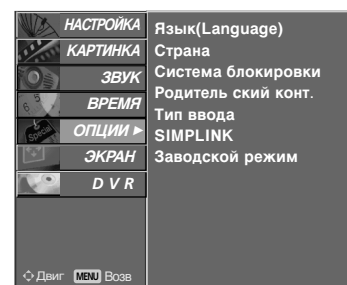 НАСТРОЙКА
КАРТИНКА
ЗВУК
ВРЕМЯ
ОПЦИИ ►
ЭКРАН
D V R
Язык(Language)
Страна
Система блокировки
Родитель ский конт.
Тип ввода
SIMPLINK
Заводской режим
Special
Двиг MENU Возв